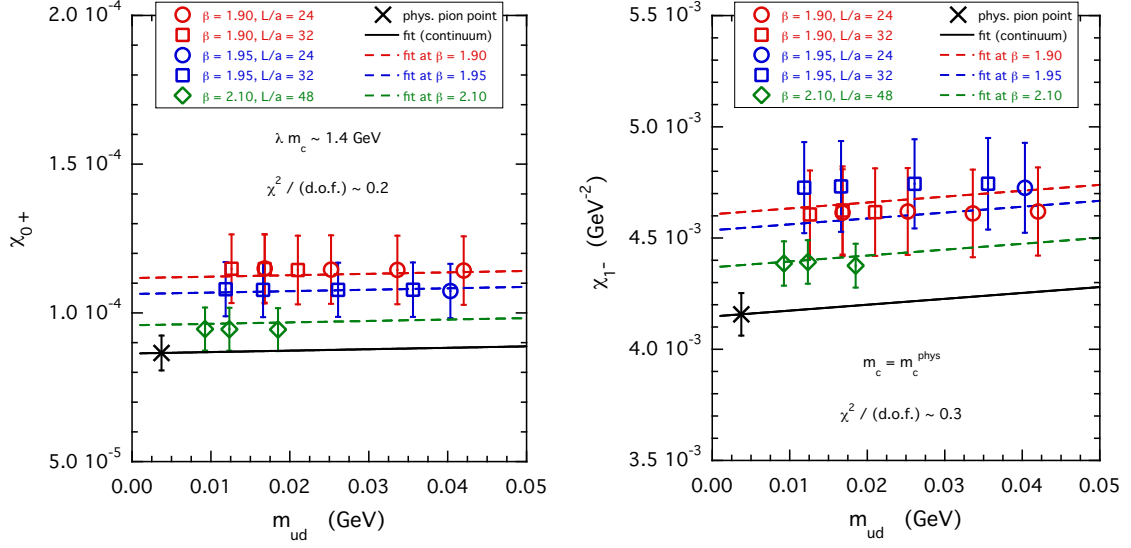 2.0 10⁻⁴
1.5 10⁻⁴
1.0 10⁻⁴
5.0 10⁻⁵
χ₀+
β = 1.90, L/a = 24
β = 1.90, L/a = 32
β = 1.95, L/a = 24
β = 1.95, L/a = 32
β = 2.10, L/a = 48
phys. pion point
fit (continuum)
fit at β = 1.90
fit at β = 1.95
fit at β = 2.10
λ m_c ~ 1.4 GeV
χ² / (d.o.f.) ~ 0.2
0.00 0.01 0.02 0.03 0.04 0.05
m_ud (GeV)
5.5 10⁻³
5.0 10⁻³
4.5 10⁻³
4.0 10⁻³
3.5 10⁻³
χ₁- (GeV⁻²)
β = 1.90, L/a = 24
β = 1.90, L/a = 32
β = 1.95, L/a = 24
β = 1.95, L/a = 32
β = 2.10, L/a = 48
phys. pion point
fit (continuum)
fit at β = 1.90
fit at β = 1.95
fit at β = 2.10
m_c = m_c^phys
χ² / (d.o.f.) ~ 0.3
0.00 0.01 0.02 0.03 0.04 0.05
m_ud (GeV)